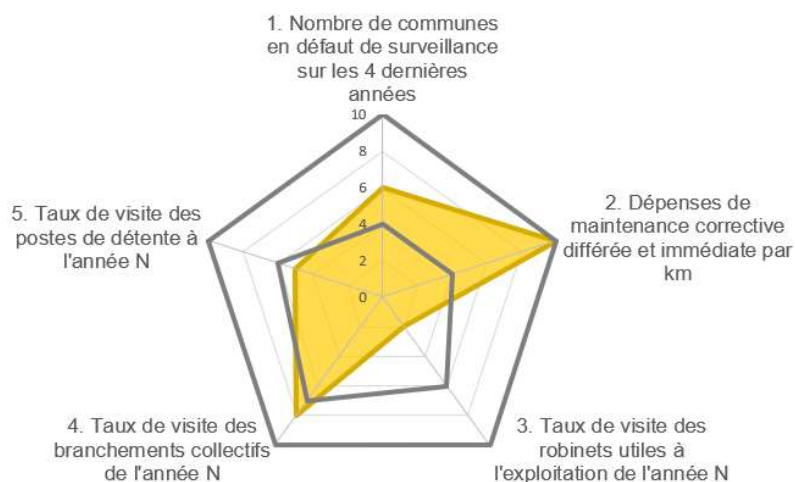 1. Nombre de communes
en défaut de surveillance
sur les 4 dernières
années
10
8
6
4
2
0
2. Dépenses de
maintenance corrective
différée et immédiate par
km
3. Taux de visite des
robinets utiles à
l'exploitation de l'année N
4. Taux de visite des
branchements collectifs
de l'année N
5. Taux de visite des
postes de détente à
l'année N